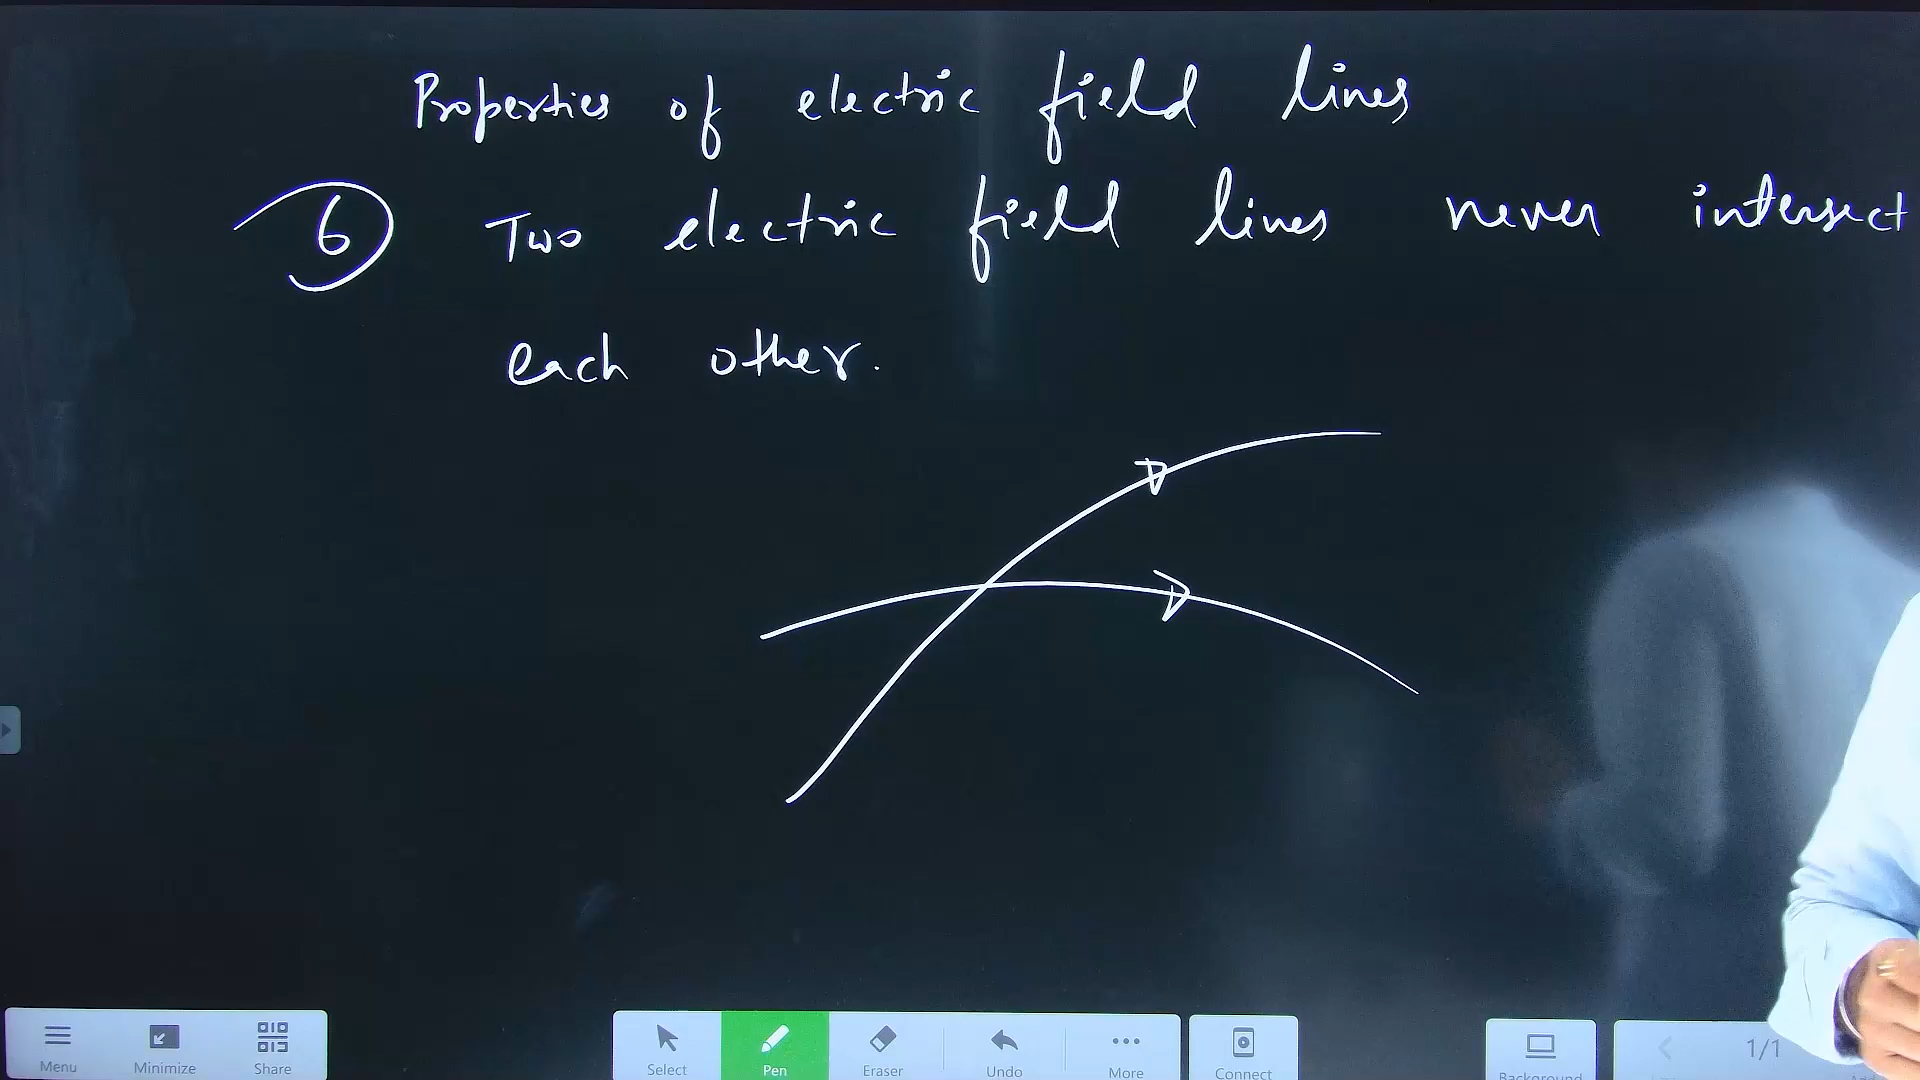 Properties of electric field lines
6 Two electric field lines never intersect
each other.
Menu Minimize Share Select Pen Eraser Undo More Connect Background 1/1